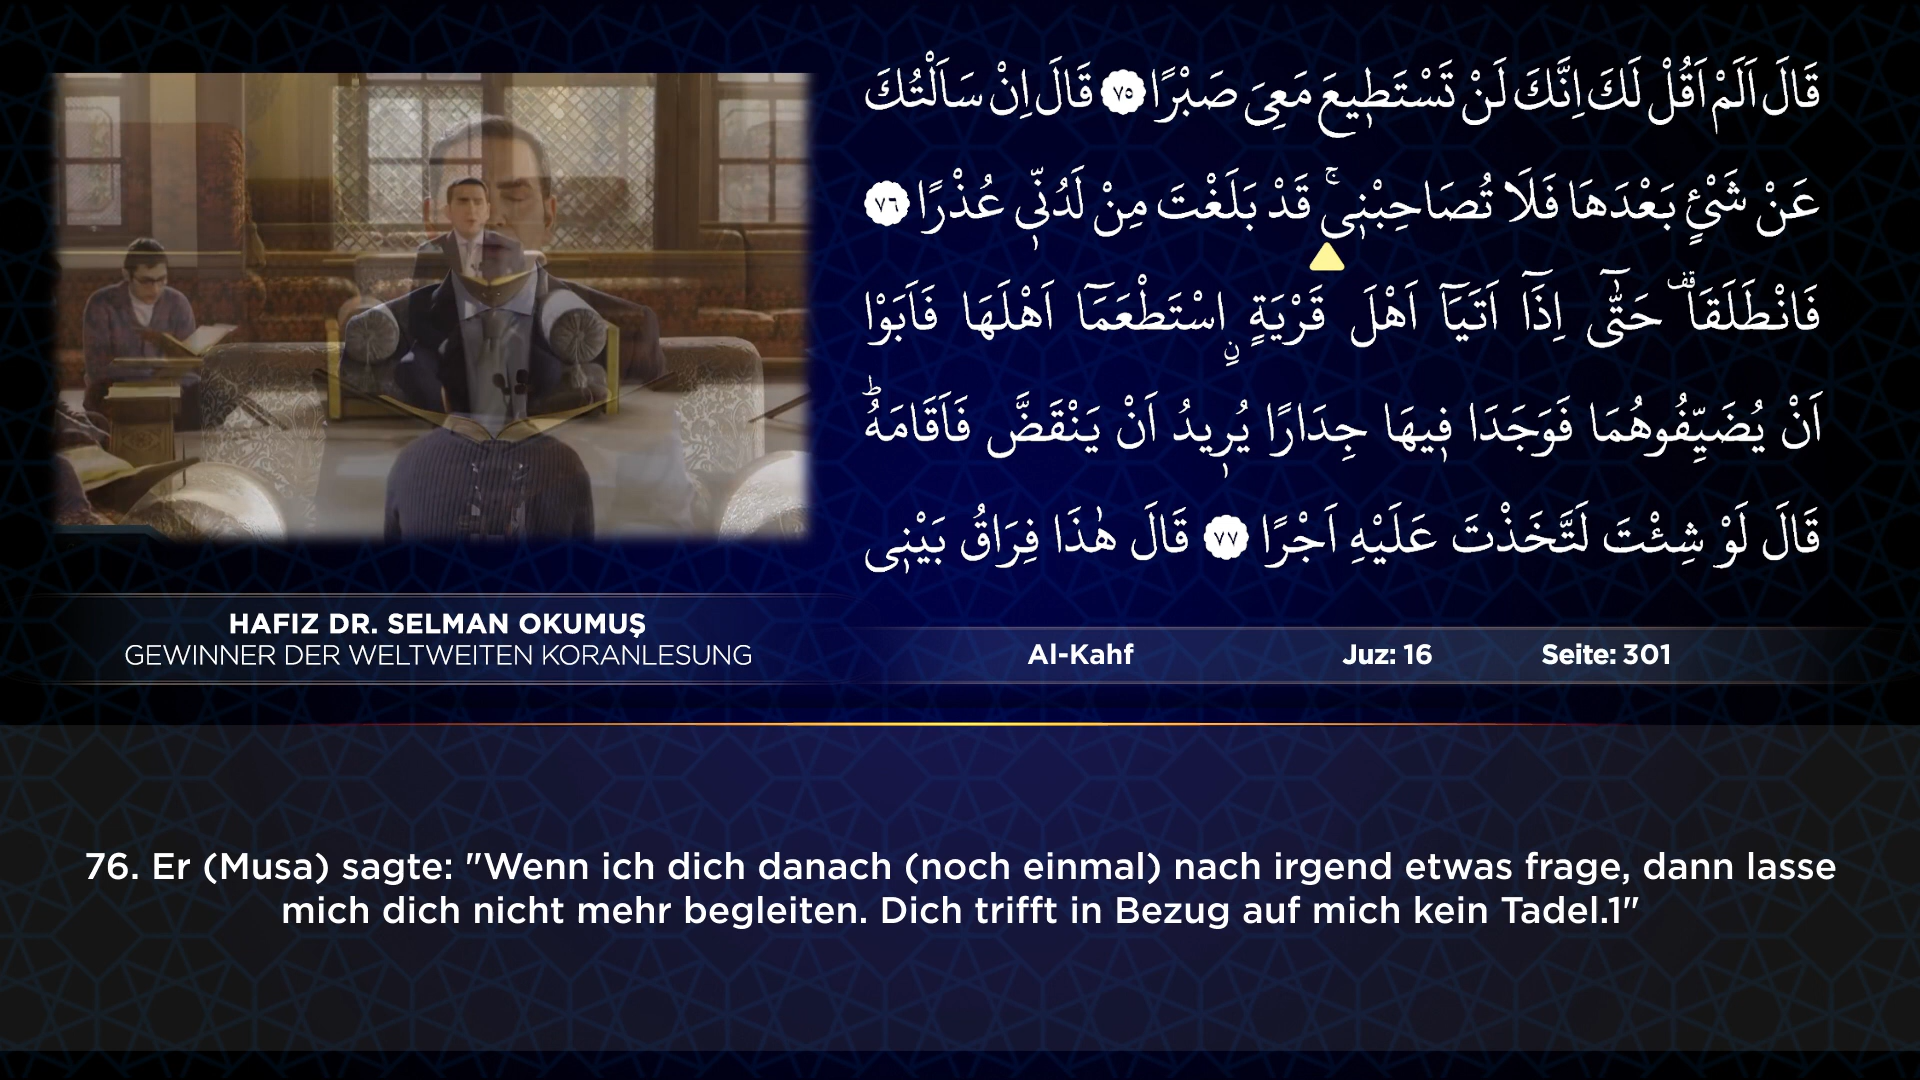 قَالَ اَلَمْ اَقُلْ لَكَ اِنَّكَ لَنْ تَسْتَطٖيعَ مَعِىَ صَبْرًا ﴿٧٥﴾ قَالَ اِنْ سَاَلْتُكَ
عَنْ شَىْءٍ بَعْدَهَا فَلَا تُصَاحِبْنٖىۚ قَدْ بَلَغْتَ مِنْ لَدُنّٖى عُذْرًا ﴿٧٦﴾
فَانْطَلَقَاࣞ حَتّٰٓى اِذَٓا اَتَيَٓا اَهْلَ قَرْيَةٍۨ اسْتَطْعَمَٓا اَهْلَهَا فَاَبَوْا
اَنْ يُضَيِّفُوهُمَا فَوَجَدَا فٖيهَا جِدَارًا يُرٖيدُ اَنْ يَنْقَضَّ فَاَقَامَهُؕ
قَالَ لَوْ شِئْتَ لَتَّخَذْتَ عَلَيْهِ اَجْرًا ﴿٧٧﴾ قَالَ هٰذَا فِرَاقُ بَيْنٖى
HAFIZ DR. SELMAN OKUMUŞ
GEWINNER DER WELTWEITEN KORANLESUNG
Al-Kahf Juz: 16 Seite: 301
76. Er (Musa) sagte: "Wenn ich dich danach (noch einmal) nach irgend etwas frage, dann lasse
mich dich nicht mehr begleiten. Dich trifft in Bezug auf mich kein Tadel.1"